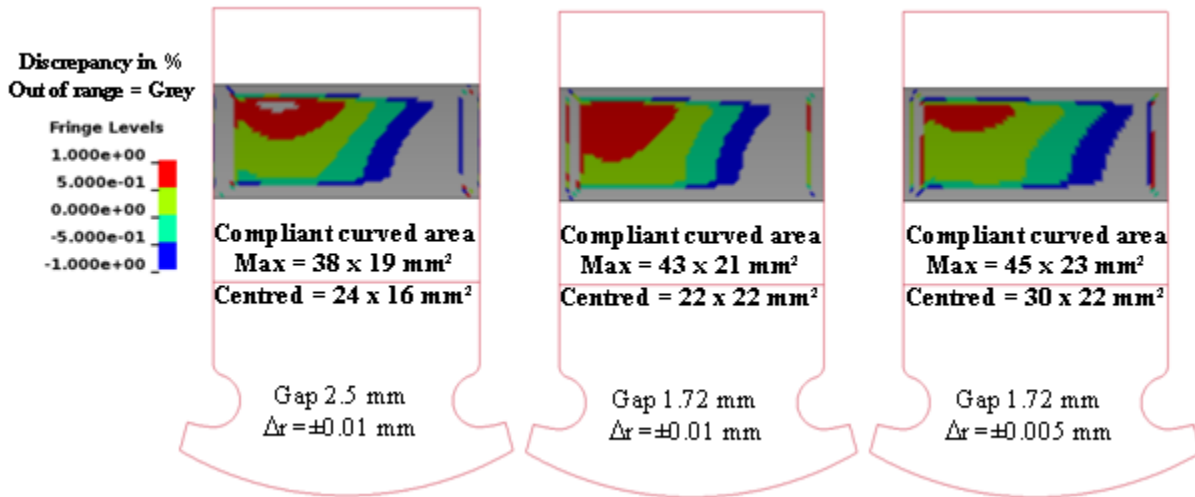 Discrepancy in %
Out of range = Grey
Fringe Levels
1.000e+00
5.000e-01
0.000e+00
-5.000e-01
-1.000e+00
Compliant curved area
Max = 38 x 19 mm²
Centred = 24 x 16 mm²
Gap 2.5 mm
Δr=±0.01 mm
Compliant curved area
Max = 43 x 21 mm²
Centred = 22 x 22 mm²
Gap 1.72 mm
Δr=±0.01 mm
Compliant curved area
Max = 45 x 23 mm²
Centred = 30 x 22 mm²
Gap 1.72 mm
Δr=±0.005 mm